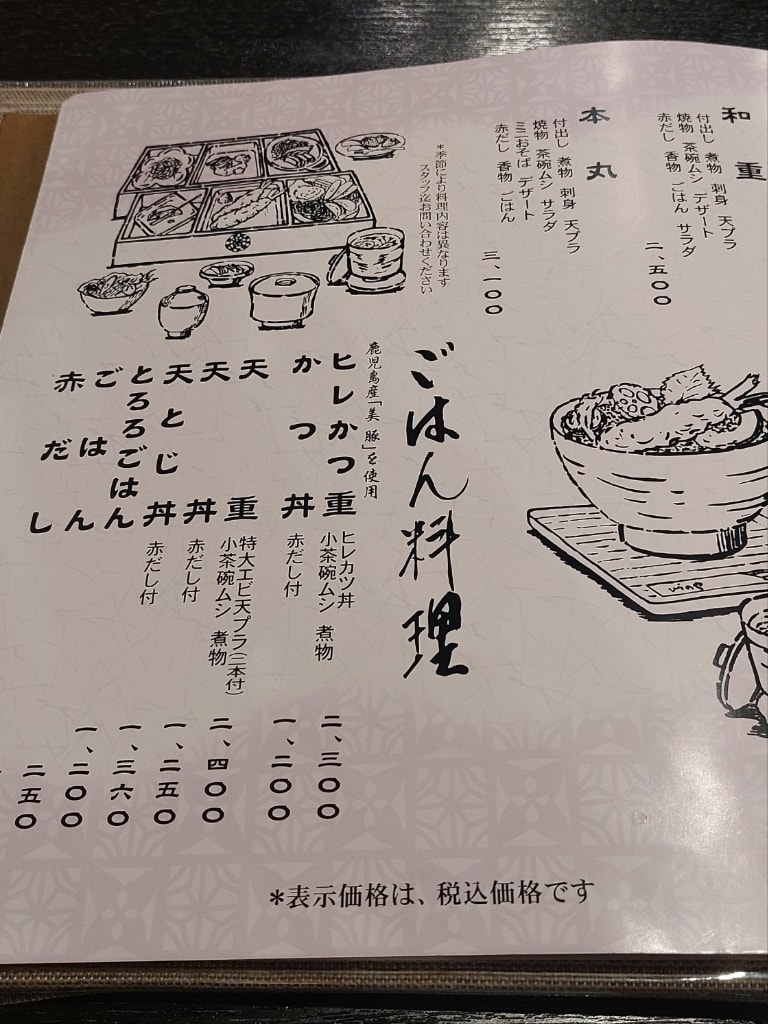 和重
付出し 煮物 刺身 天プラ
焼物 茶碗ムシ デザート
赤だし 香物 ごはん サラダ
二、五〇〇
本丸
付出し 煮物 刺身 天プラ
焼物 茶碗ムシ サラダ
ミニおそば デザート
赤だし 香物 ごはん
三、一〇〇
＊季節により料理内容は異なります
スタッフ迄お問い合わせください
ごはん料理
鹿児島産「美豚」を使用
ヒレかつ重
ヒレカツ丼
小茶碗ムシ 煮物
二、三〇〇
かつ丼
赤だし付
一、二〇〇
天重
特大エビ天プラ(二本付)
小茶碗ムシ 煮物
二、四〇〇
天丼
赤だし付
一、二五〇
天とじ丼
赤だし付
一、三六〇
とろろごはん
一、二〇〇
ごはん
二五〇
赤だし
＊表示価格は、税込価格です